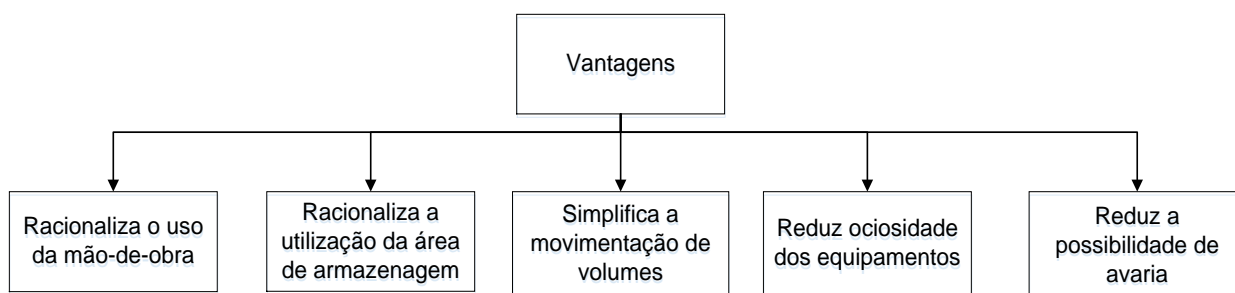 Vantagens
Racionaliza o uso
da mão-de-obra
Racionaliza a
utilização da área
de armazenagem
Simplifica a
movimentação de
volumes
Reduz ociosidade
dos equipamentos
Reduz a
possibilidade de
avaria